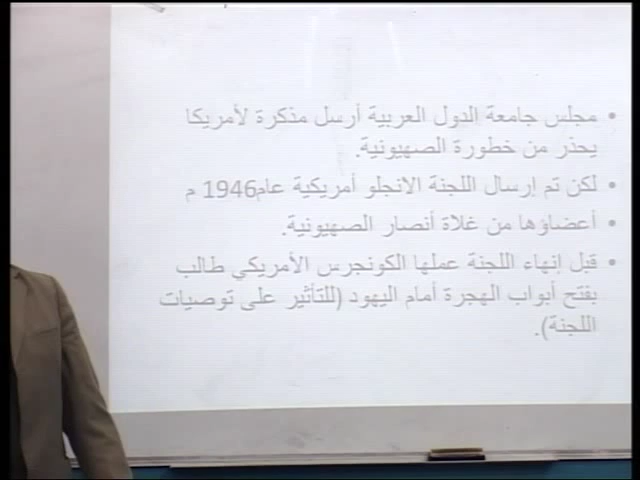 • مجلس جامعة الدول العربية أرسل مذكرة لأمريكا
يحذر من خطورة الصهيونية.
• لكن تم إرسال اللجنة الانجلو أمريكية عام1946 م
• أعضاؤها من غلاة أنصار الصهيونية.
• قبل إنهاء اللجنة عملها الكونجرس الأمريكي طالب
بفتح أبواب الهجرة أمام اليهود (للتأثير على توصيات
اللجنة).